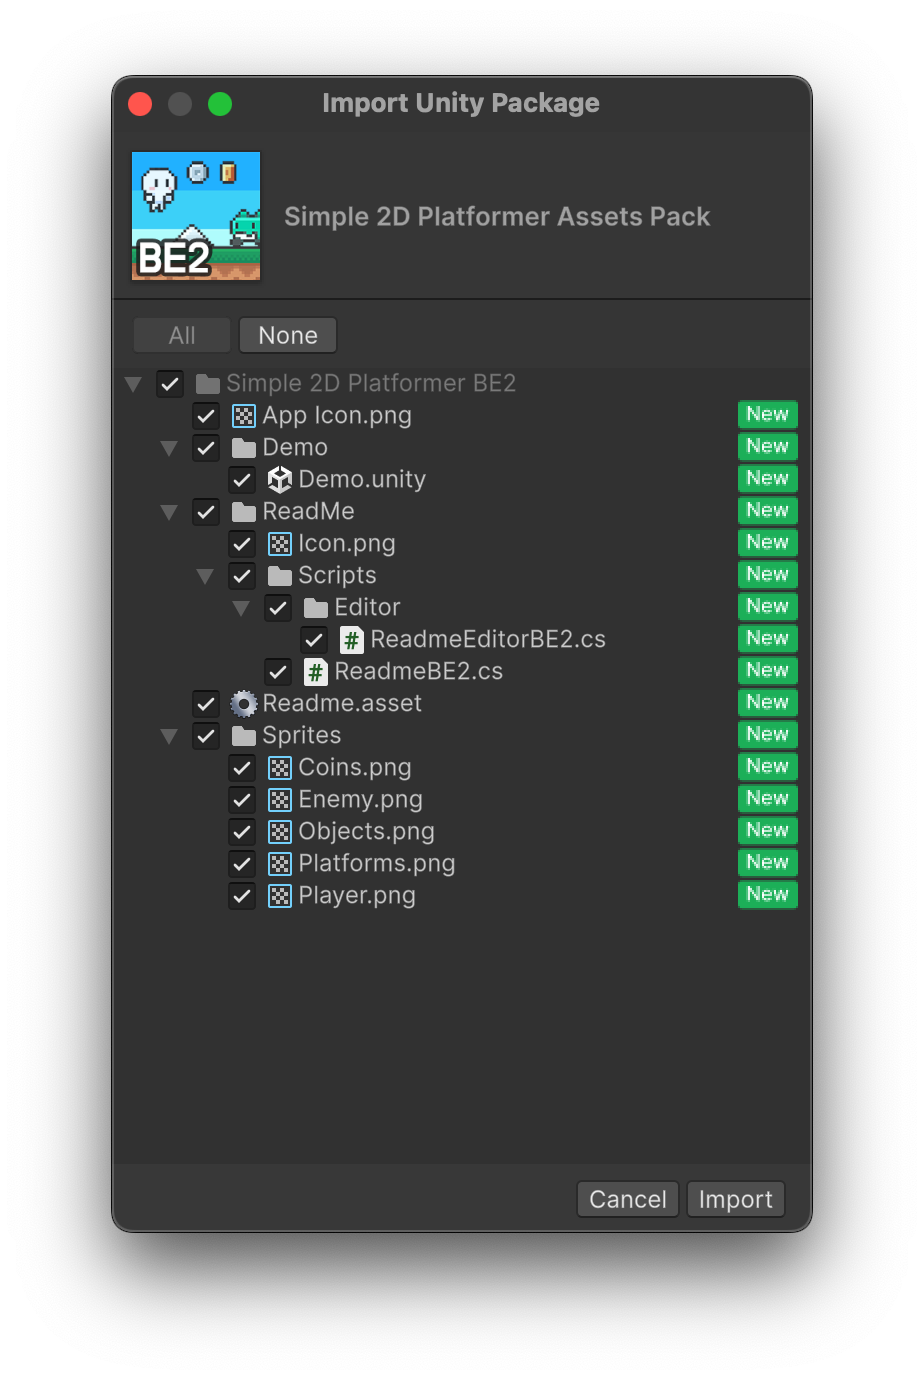 Import Unity Package
BE2
Simple 2D Platformer Assets Pack
All None
Simple 2D Platformer BE2
App Icon.png New
Demo New
Demo.unity New
ReadMe New
Icon.png New
Scripts New
Editor New
ReadmeEditorBE2.cs New
ReadmeBE2.cs New
Readme.asset New
Sprites New
Coins.png New
Enemy.png New
Objects.png New
Platforms.png New
Player.png New
Cancel Import